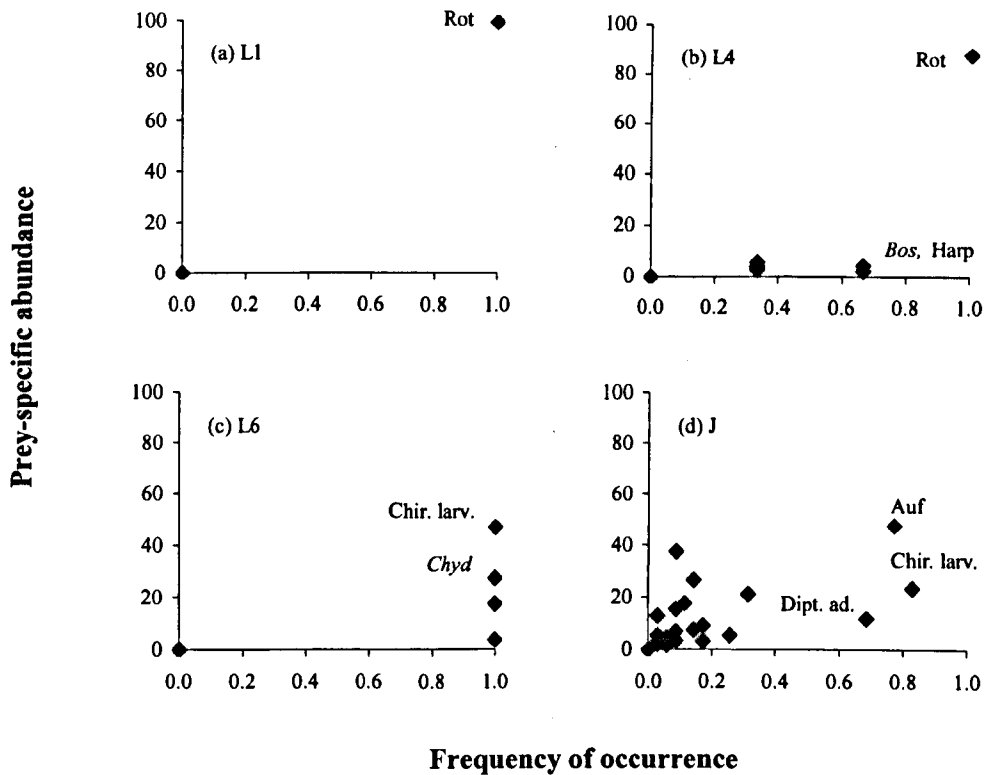 Prey-specific abundance
100
80
60
40
20
0
(a) L1
Rot
0.0 0.2 0.4 0.6 0.8 1.0
100
80
60
40
20
0
(b) L4
Rot
Bos, Harp
0.0 0.2 0.4 0.6 0.8 1.0
100
80
60
40
20
0
(c) L6
Chir. larv.
Chyd
0.0 0.2 0.4 0.6 0.8 1.0
100
80
60
40
20
0
(d) J
Auf
Chir. larv.
Dipt. ad.
0.0 0.2 0.4 0.6 0.8 1.0
Frequency of occurrence